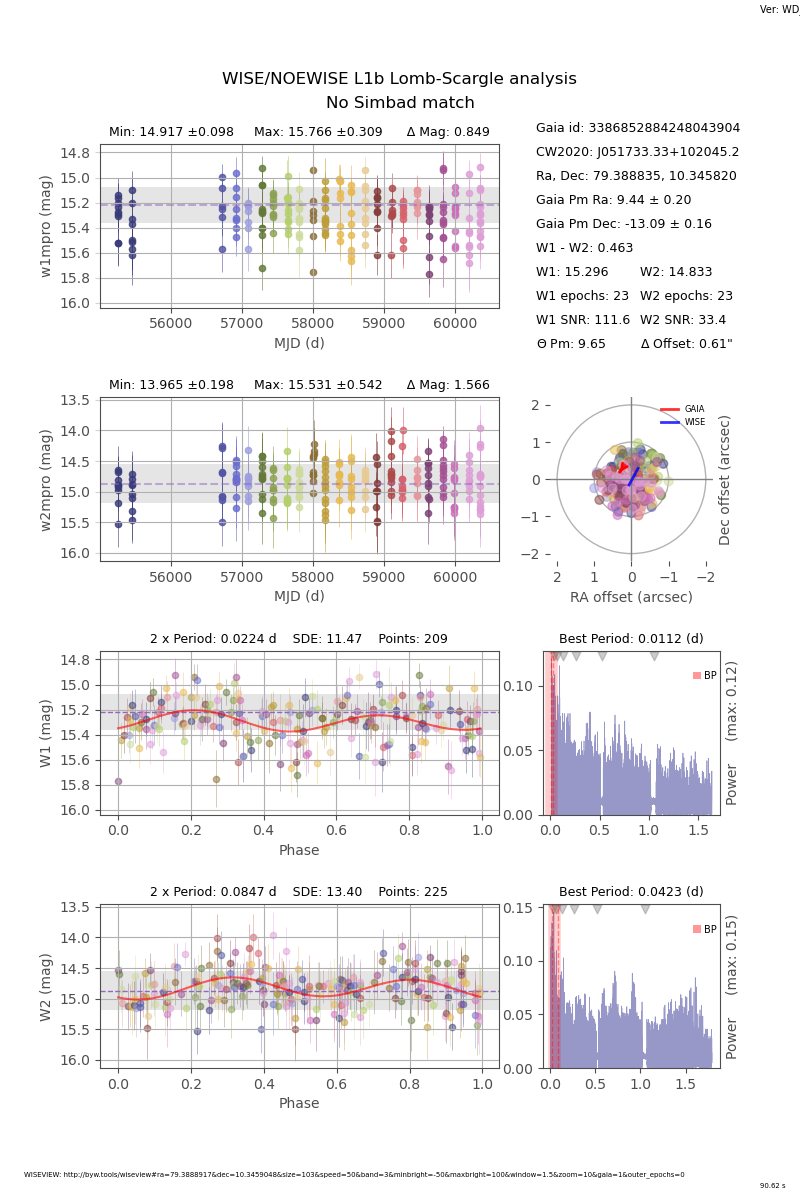 Ver: WD_
WISE/NOEWISE L1b Lomb-Scargle analysis
No Simbad match
Min: 14.917 ±0.098 Max: 15.766 ±0.309 Δ Mag: 0.849
14.8
15.0
15.2
15.4
15.6
15.8
16.0
w1mpro (mag)
56000 57000 58000 59000 60000
MJD (d)
Gaia id: 3386852884248043904
CW2020: J051733.33+102045.2
Ra, Dec: 79.388835, 10.345820
Gaia Pm Ra: 9.44 ± 0.20
Gaia Pm Dec: -13.09 ± 0.16
W1 - W2: 0.463
W1: 15.296 W2: 14.833
W1 epochs: 23 W2 epochs: 23
W1 SNR: 111.6 W2 SNR: 33.4
Θ Pm: 9.65 Δ Offset: 0.61"
Min: 13.965 ±0.198 Max: 15.531 ±0.542 Δ Mag: 1.566
13.5
14.0
14.5
15.0
15.5
16.0
w2mpro (mag)
56000 57000 58000 59000 60000
MJD (d)
GAIA
WISE
2
1
0
−1
−2
Dec offset (arcsec)
2 1 0 −1 −2
RA offset (arcsec)
2 x Period: 0.0224 d SDE: 11.47 Points: 209
14.8
15.0
15.2
15.4
15.6
15.8
16.0
W1 (mag)
0.0 0.2 0.4 0.6 0.8 1.0
Phase
Best Period: 0.0112 (d)
BP
0.10
0.05
0.00
Power (max: 0.12)
0.0 0.5 1.0 1.5
2 x Period: 0.0847 d SDE: 13.40 Points: 225
13.5
14.0
14.5
15.0
15.5
16.0
W2 (mag)
0.0 0.2 0.4 0.6 0.8 1.0
Phase
Best Period: 0.0423 (d)
BP
0.15
0.10
0.05
0.00
Power (max: 0.15)
0.0 0.5 1.0 1.5
WISEVIEW: http://byw.tools/wiseview#ra=79.3888917&dec=10.3459048&size=103&speed=50&band=3&minbright=-50&maxbright=100&window=1.5&zoom=10&gaia=1&outer_epochs=0
90.62 s